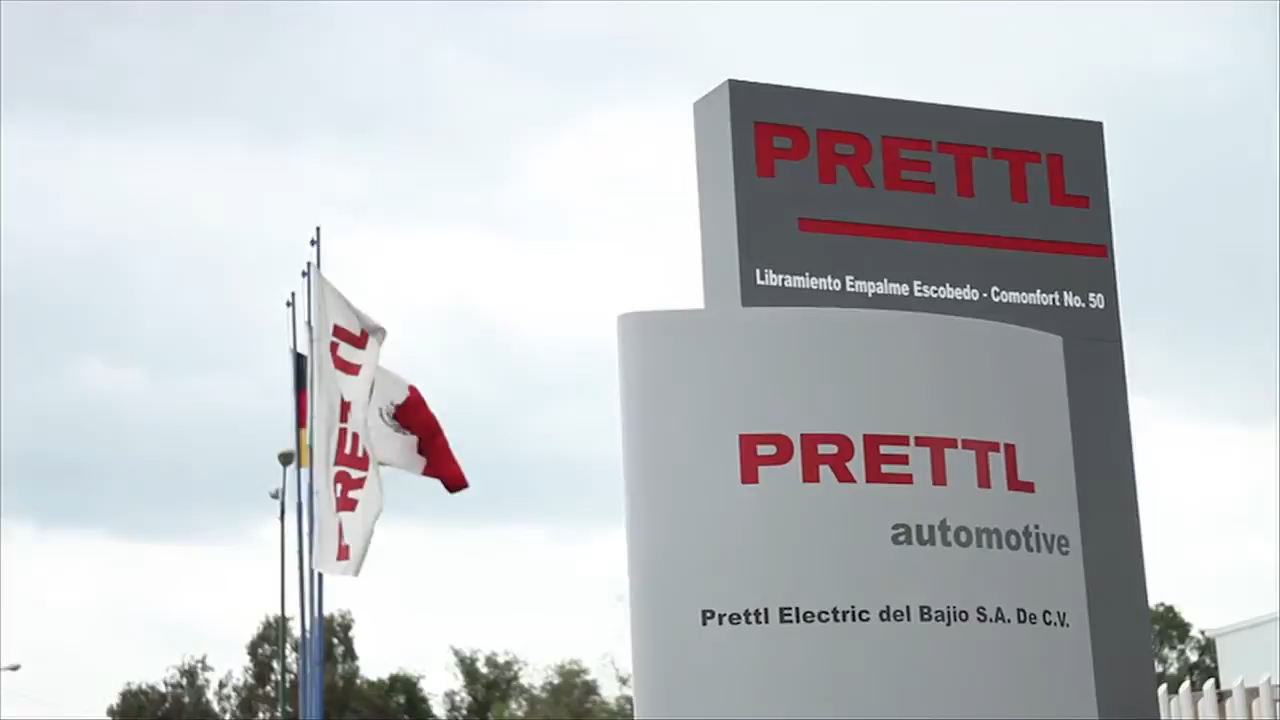 PRETTL
Libramiento Empalme Escobedo - Comonfort No. 50
PRETTL
automotive
Prettl Electric del Bajio S.A. De C.V.
PRETTL